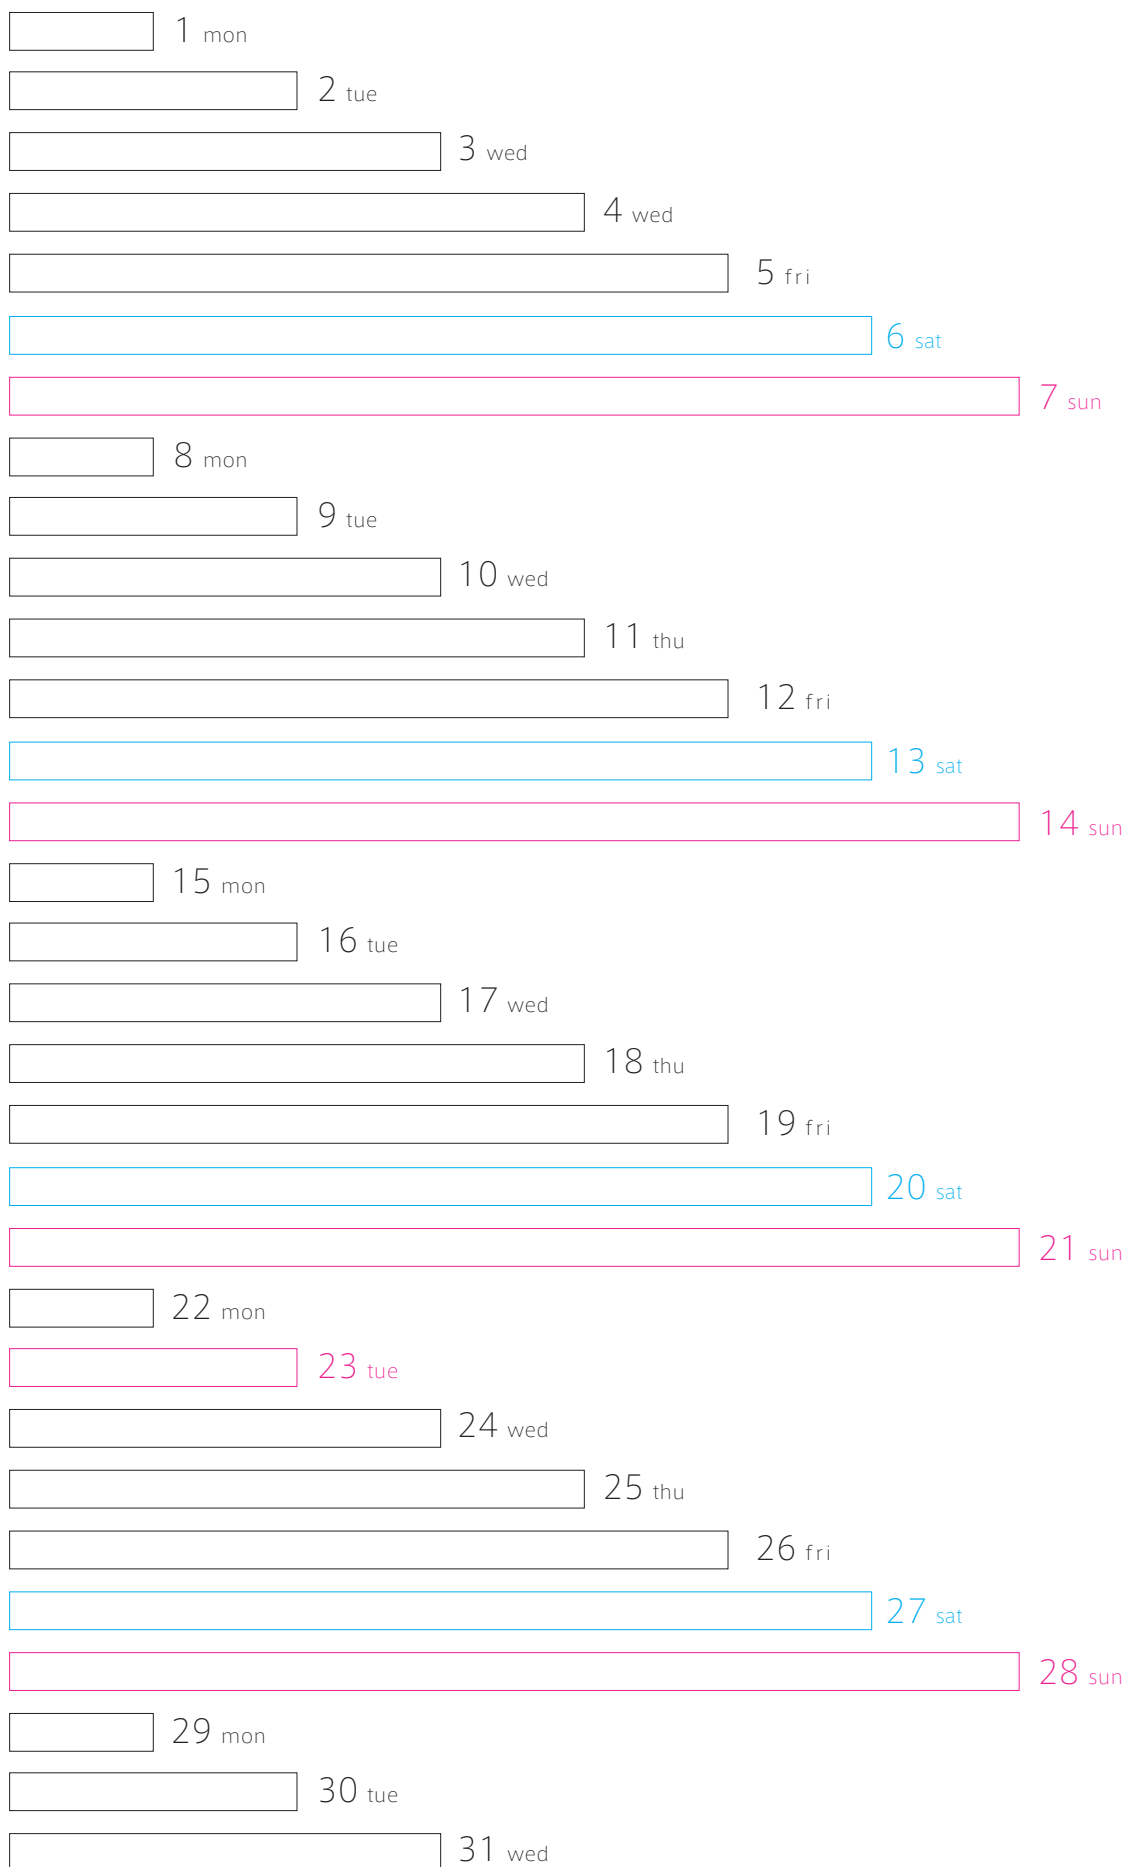 1 mon
2 tue
3 wed
4 wed
5 fri
6 sat
7 sun
8 mon
9 tue
10 wed
11 thu
12 fri
13 sat
14 sun
15 mon
16 tue
17 wed
18 thu
19 fri
20 sat
21 sun
22 mon
23 tue
24 wed
25 thu
26 fri
27 sat
28 sun
29 mon
30 tue
31 wed